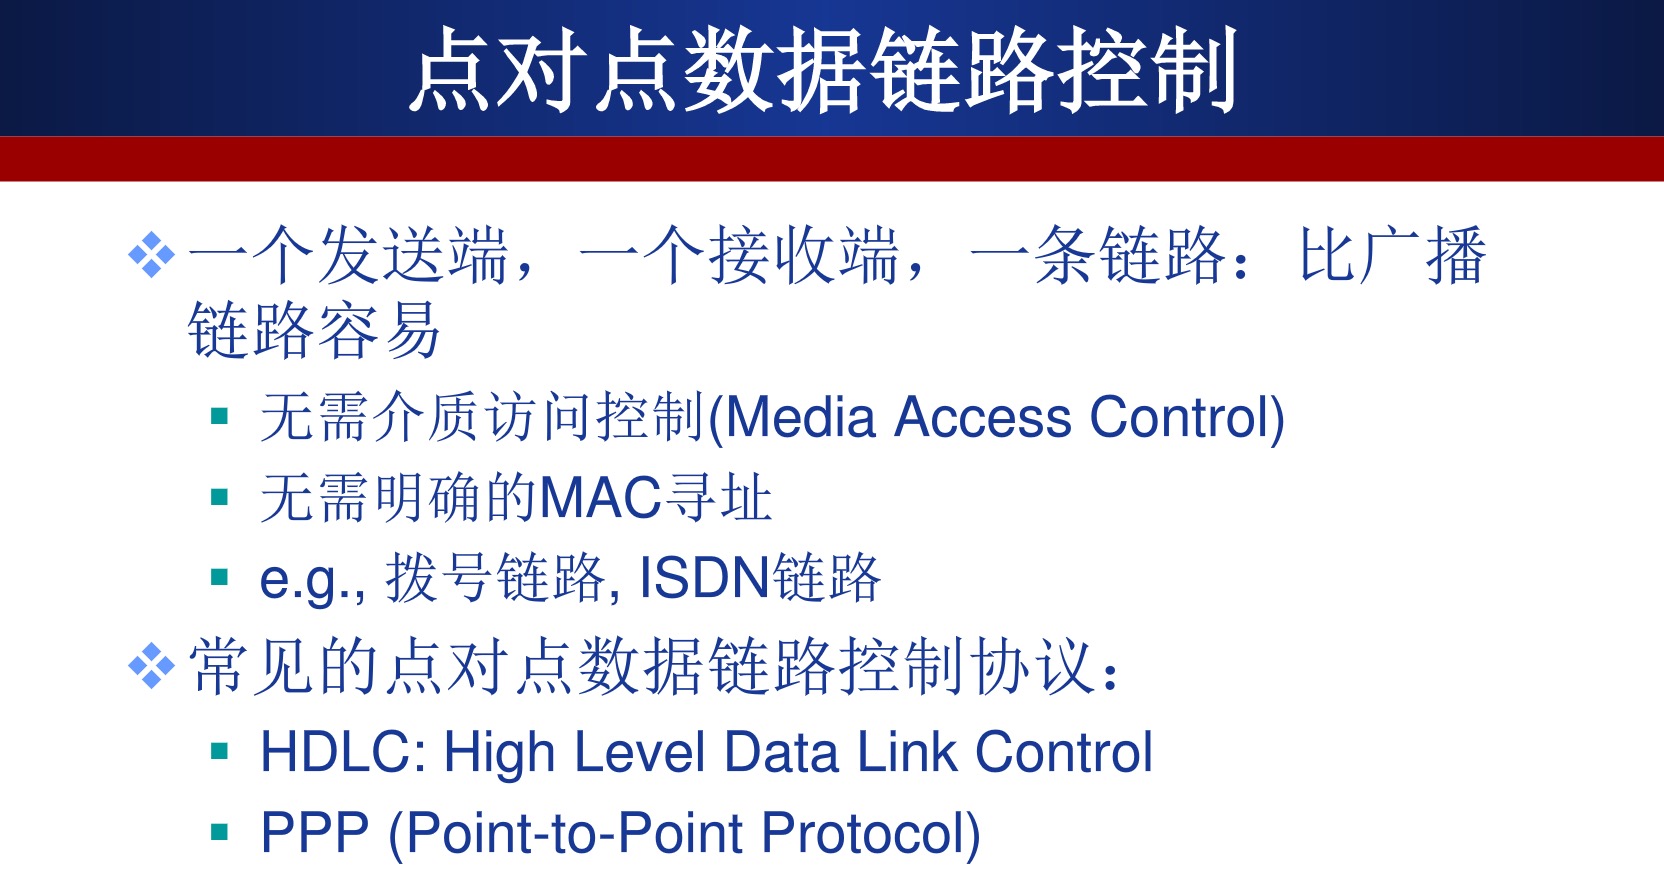 点对点数据链路控制
一个发送端，一个接收端，一条链路：比广播
链路容易
无需介质访问控制(Media Access Control)
无需明确的MAC寻址
e.g., 拨号链路, ISDN链路
常见的点对点数据链路控制协议：
HDLC: High Level Data Link Control
PPP (Point-to-Point Protocol)